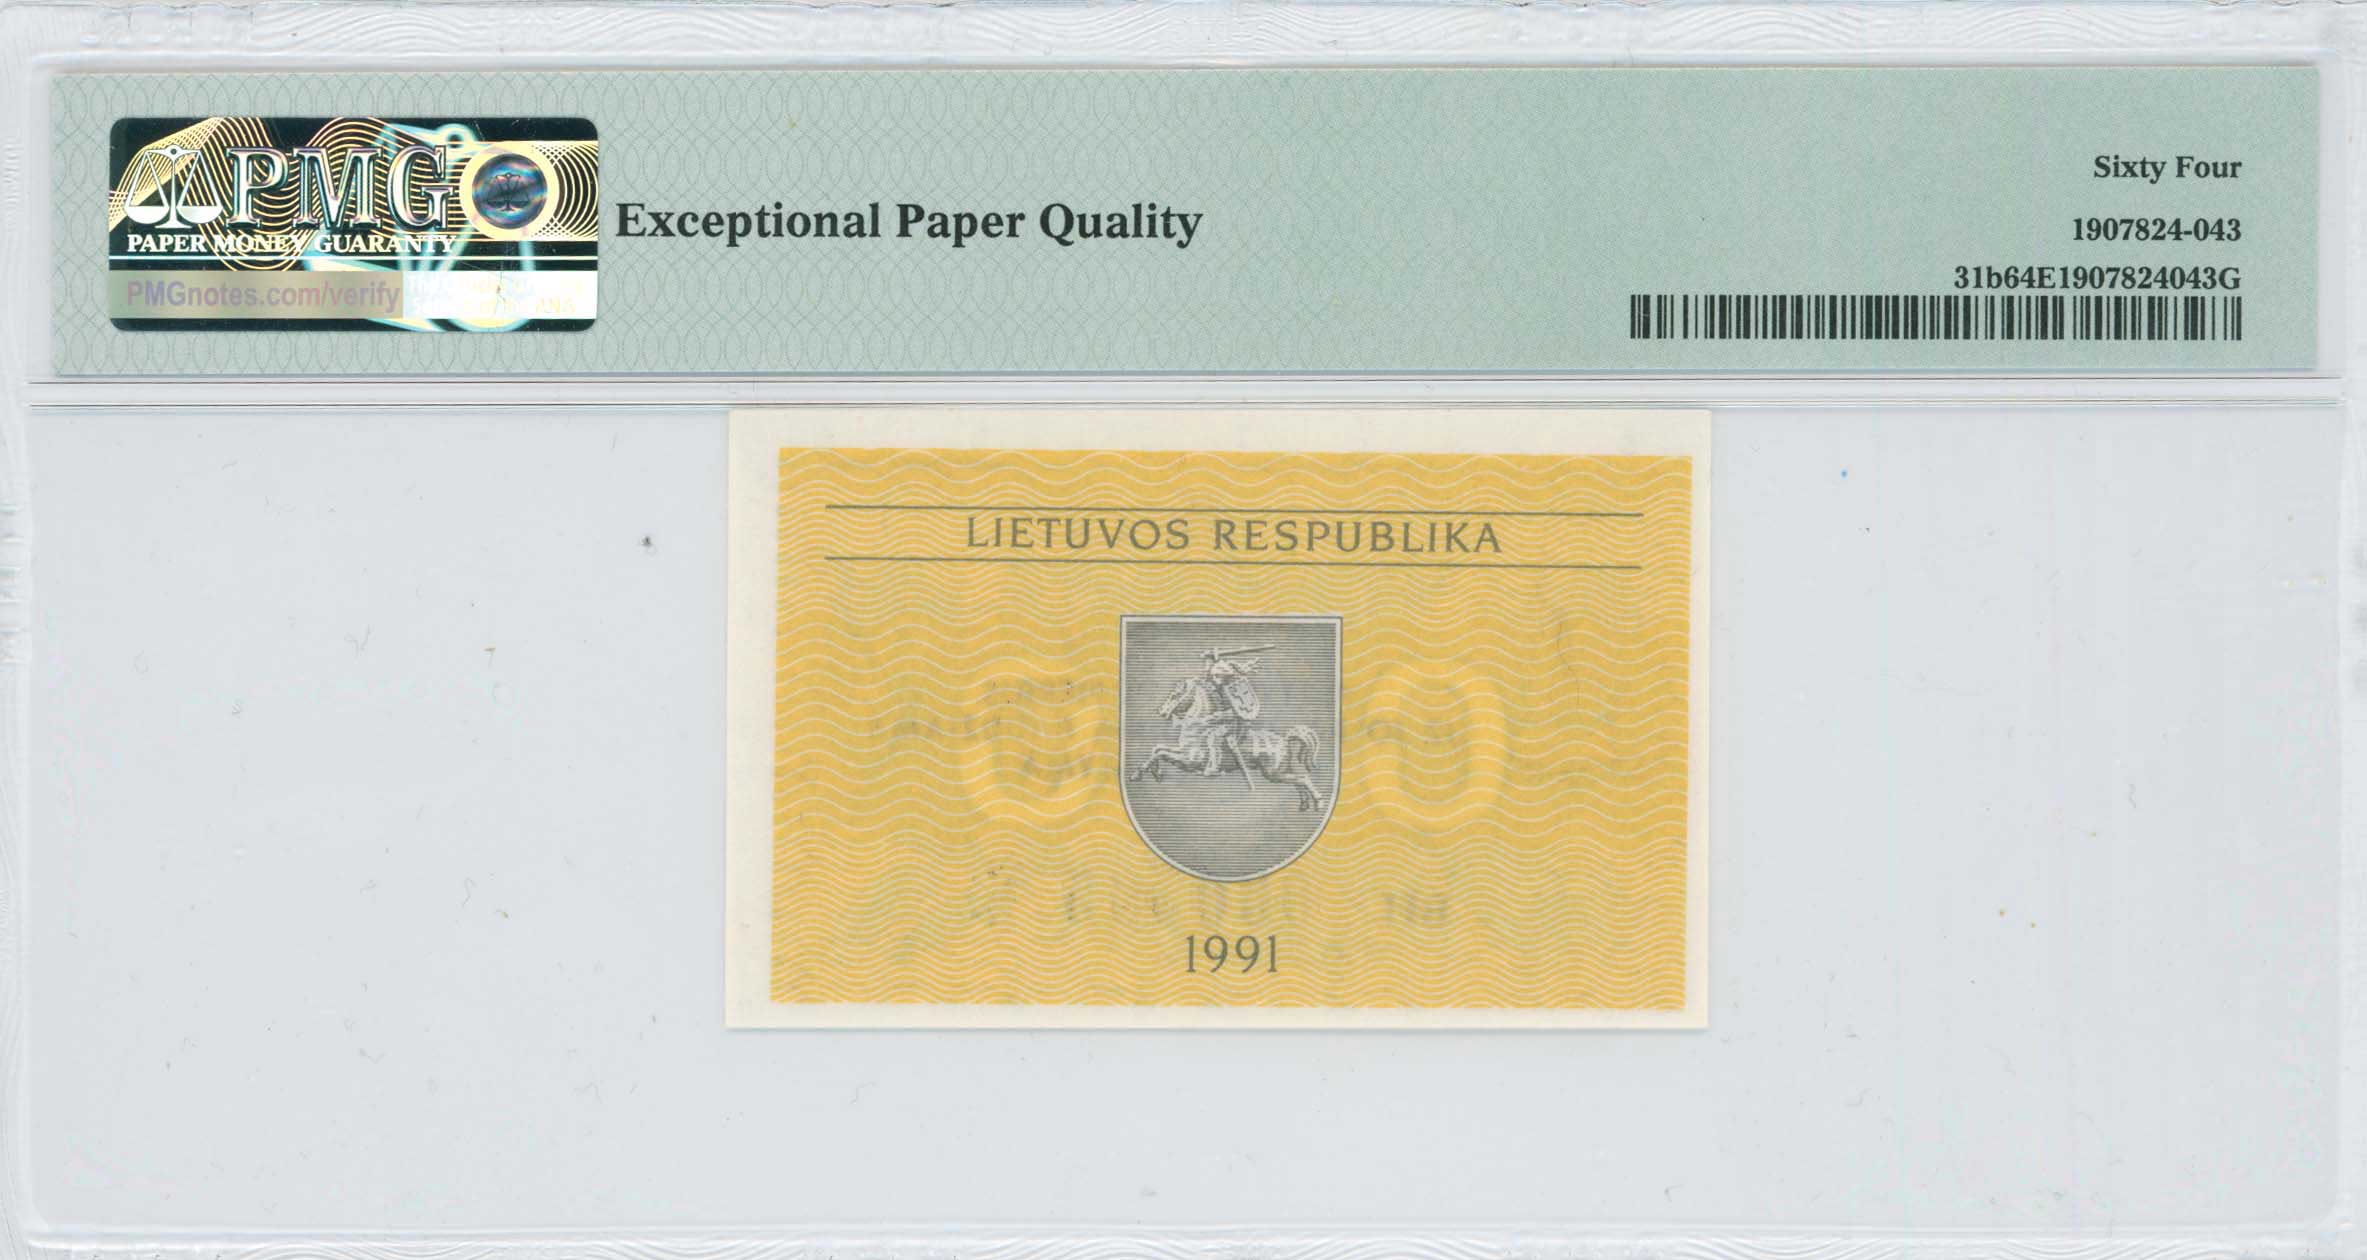 PMG
PAPER MONEY GUARANTY
PMGnotes.com/verify
Exceptional Paper Quality
Sixty Four
1907824-043
31b64E1907824043G
LIETUVOS RESPUBLIKA
1991